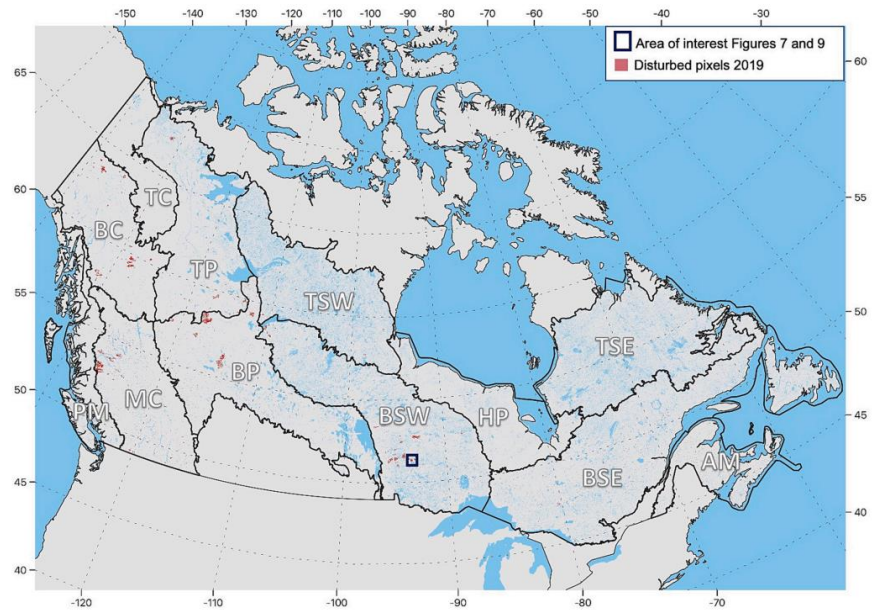 -150 -140 -130 -120 -110 -100 -90 -80 -70 -60 -50 -40 -30
Area of interest Figures 7 and 9
Disturbed pixels 2019
65
60
60
TC
55
BC
TP
55
TSW
50
TSE
50
BP
MC
PM
BSW
HP
45
BSE
AM
45
40
40
-120 -110 -100 -90 -80 -70